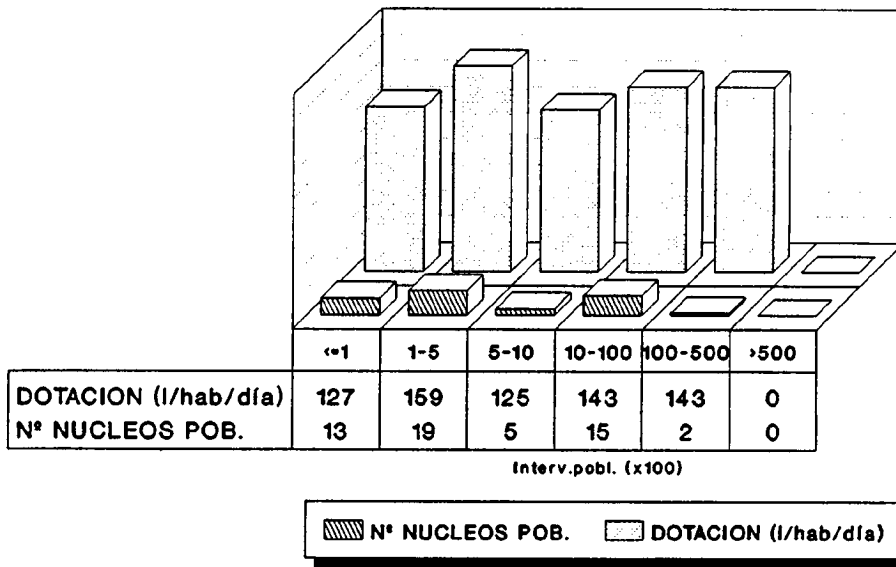 <=1 1-5 5-10 10-100 100-500 >500
DOTACION (l/hab/día) 127 159 125 143 143 0
Nº NUCLEOS POB. 13 19 5 15 2 0
Interv.pobl. (x100)
Nº NUCLEOS POB. DOTACION (l/hab/día)